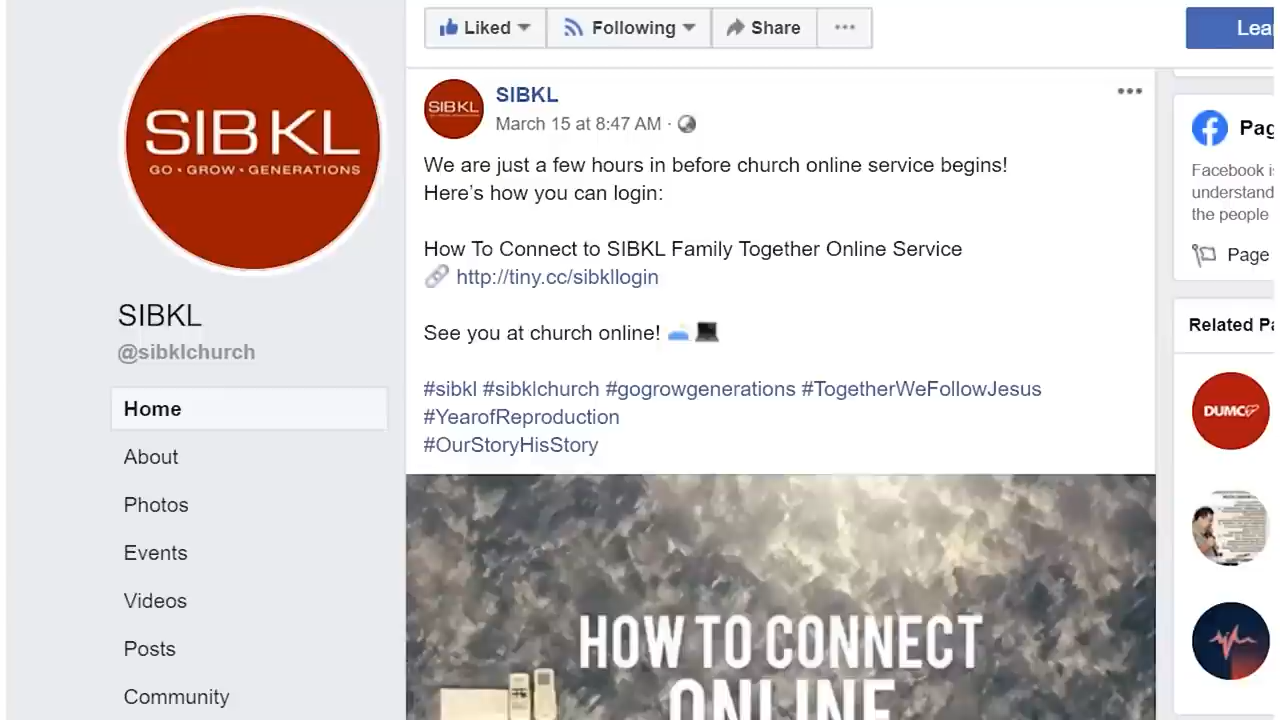 Liked
Following
Share
SIBKL
GO • GROW • GENERATIONS
SIBKL
@sibklchurch
Home
About
Photos
Events
Videos
Posts
Community
SIBKL
SIBKL
March 15 at 8:47 AM ·
We are just a few hours in before church online service begins!
Here's how you can login:
How To Connect to SIBKL Family Together Online Service
http://tiny.cc/sibkllogin
See you at church online!
#sibkl #sibklchurch #gogrowgenerations #TogetherWeFollowJesus
#YearofReproduction
#OurStoryHisStory
HOW TO CONNECT
ONLINE
Lea
Pag
Facebook is
understand
the people
Page
Related Pa
DUMC